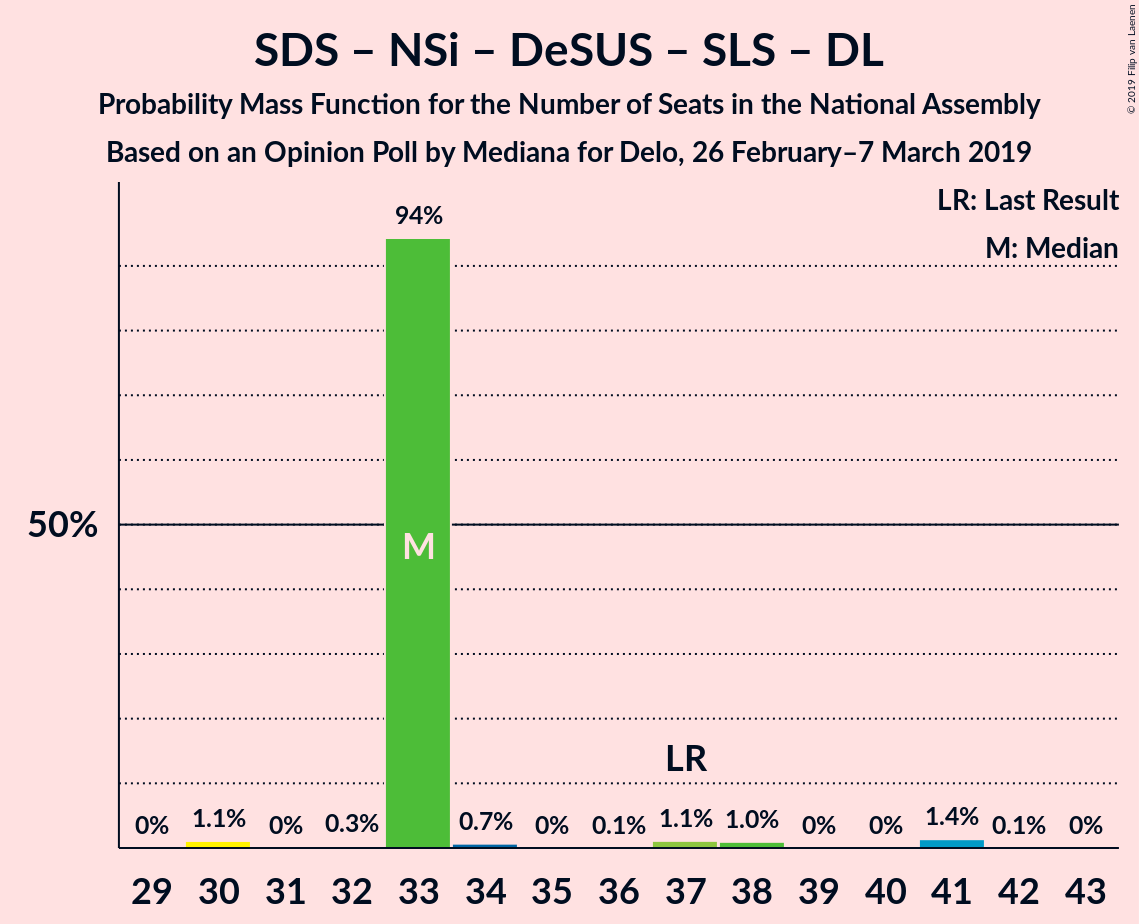 SDS – NSi – DeSUS – SLS – DL
Probability Mass Function for the Number of Seats in the National Assembly
Based on an Opinion Poll by Mediana for Delo, 26 February–7 March 2019
© 2019 Filip van Laenen
LR: Last Result
M: Median
94%
50%
M
LR
0% 1.1% 0% 0.3% 0.7% 0% 0.1% 1.1% 1.0% 0% 0% 1.4% 0.1% 0%
29 30 31 32 33 34 35 36 37 38 39 40 41 42 43